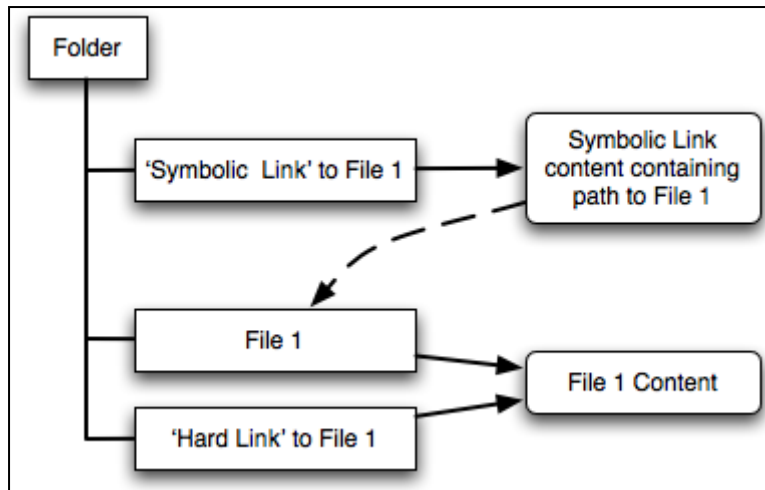 Folder
‘Symbolic Link’ to File 1
Symbolic Link
content containing
path to File 1
File 1
File 1 Content
‘Hard Link’ to File 1